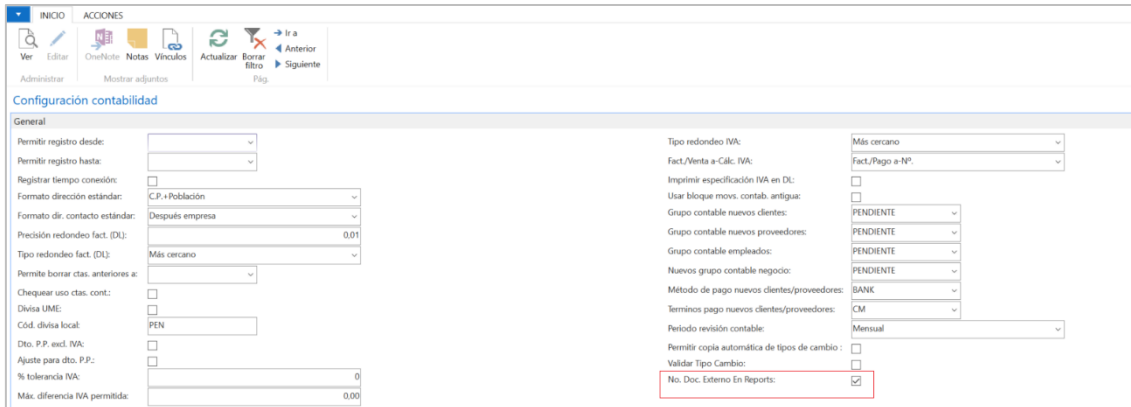 INICIO ACCIONES
Ver Editar OneNote Notas Vínculos Actualizar Borrar filtro Ir a
Anterior
Siguiente
Administrar Mostrar adjuntos Pág.
Configuración contabilidad
General
Permitir registro desde:
Permitir registro hasta:
Registrar tiempo conexión:
Formato dirección estándar: C.P.+Población
Formato dir. contacto estándar: Después empresa
Precisión redondeo fact. (DL): 0,01
Tipo redondeo fact. (DL): Más cercano
Permite borrar ctas. anteriores a:
Chequear uso ctas. cont.:
Divisa UME:
Cód. divisa local: PEN
Dto. P.P. excl. IVA:
Ajuste para dto. P.P.:
% tolerancia IVA: 0
Máx. diferencia IVA permitida: 0,00
Tipo redondeo IVA: Más cercano
Fact./Venta a-Cálc. IVA: Fact./Pago a-Nº.
Imprimir especificación IVA en DL:
Usar bloque movs. contab. antigua:
Grupo contable nuevos clientes: PENDIENTE
Grupo contable nuevos proveedores: PENDIENTE
Grupo contable empleados: PENDIENTE
Nuevos grupo contable negocio: PENDIENTE
Método de pago nuevos clientes/proveedores: BANK
Terminos pago nuevos clientes/proveedores: CM
Periodo revisión contable: Mensual
Permitir copia automática de tipos de cambio :
Validar Tipo Cambio:
No. Doc. Externo En Reports: